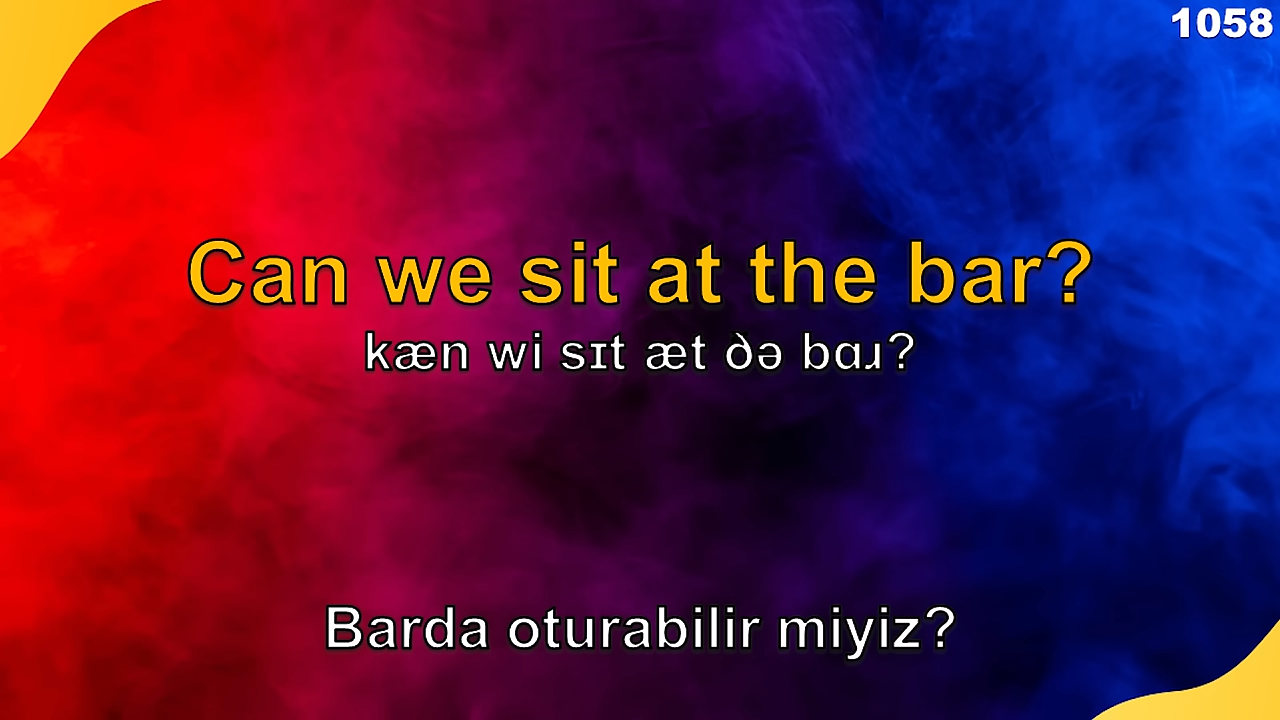 1058
Can we sit at the bar?
kæn wi sɪt æt ðə bɑɹ?
Barda oturabilir miyiz?